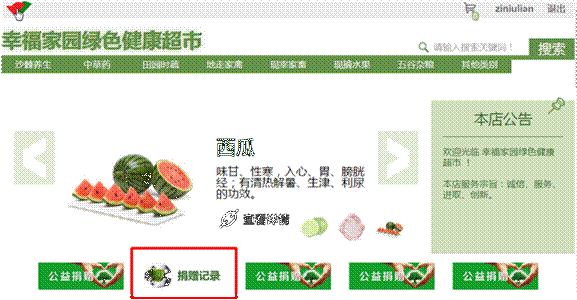 0 ziniulian 退出
幸福家园绿色健康超市
请输入搜索关键词！ 搜索
沙棘养生 中草药 田园时蔬 地走家禽 现宰家畜 现摘水果 五谷杂粮 其他类别
本店公告
欢迎光临 幸福家园绿色健康
超市 ！
本店服务宗旨：诚信、服务、
进取、创新。
西瓜
味甘、性寒，入心、胃、膀胱
经；有清热解暑、生津、利尿
的功效。
查看详情
公益捐赠 捐赠记录 公益捐赠 公益捐赠 公益捐赠